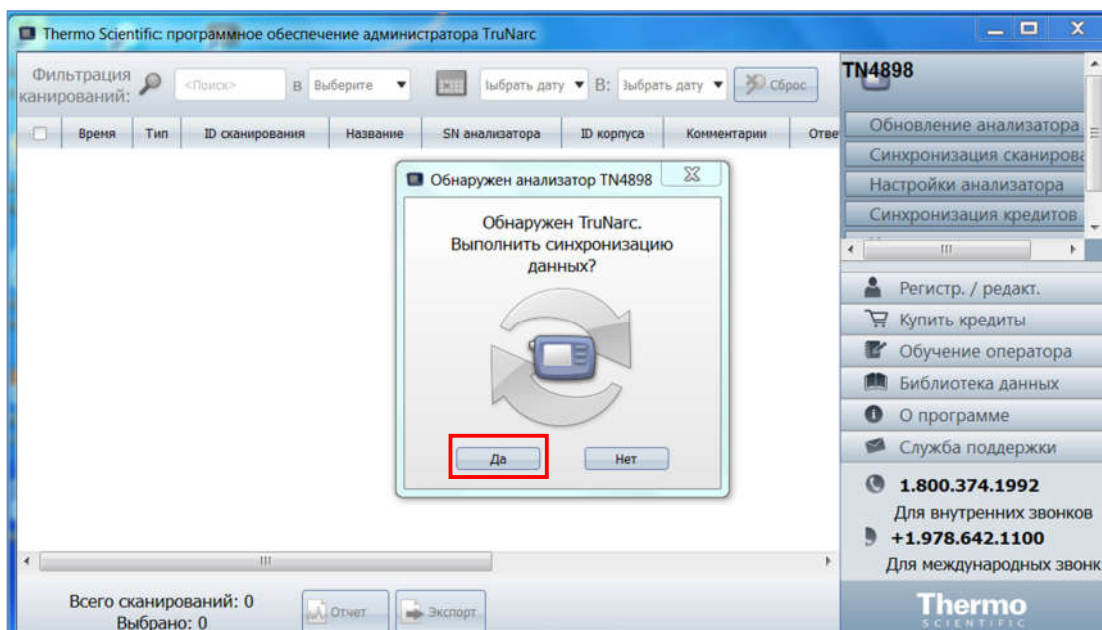 Thermo Scientific: программное обеспечение администратора TruNarc
Фильтрация
канирований:
<Поиск>
в
Выберите
ыбрать дату
В:
ыбрать дату
Сброс
Время Тип ID сканирования Название SN анализатора ID корпуса Комментарии Отве
Обнаружен анализатор TN4898
Обнаружен TruNarc.
Выполнить синхронизацию
данных?
Да
Нет
Всего сканирований: 0
Выбрано: 0
Отчет
Экспорт
TN4898
Обновление анализатора
Синхронизация сканирова
Настройки анализатора
Синхронизация кредитов
Регистр. / редакт.
Купить кредиты
Обучение оператора
Библиотека данных
О программе
Служба поддержки
1.800.374.1992
Для внутренних звонков
+1.978.642.1100
Для международных звонк
Thermo
SCIENTIFIC